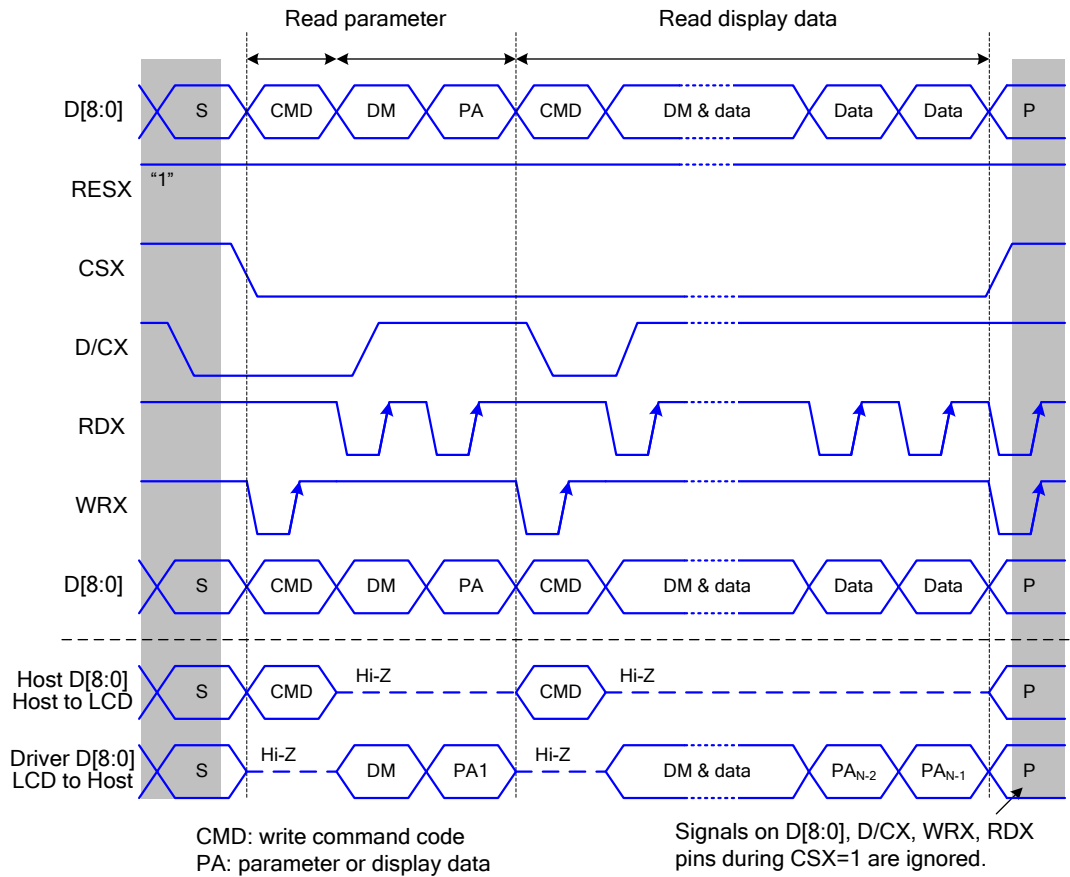 Read parameter Read display data
D[8:0] S CMD DM PA CMD DM & data Data Data P
RESX “1”
CSX
D/CX
RDX
WRX
D[8:0] S CMD DM PA CMD DM & data Data Data P
Host D[8:0]
Host to LCD
S CMD Hi-Z CMD Hi-Z P
Driver D[8:0]
LCD to Host
S Hi-Z DM PA1 Hi-Z DM & data PAN-2 PAN-1 P
CMD: write command code
PA: parameter or display data
Signals on D[8:0], D/CX, WRX, RDX
pins during CSX=1 are ignored.